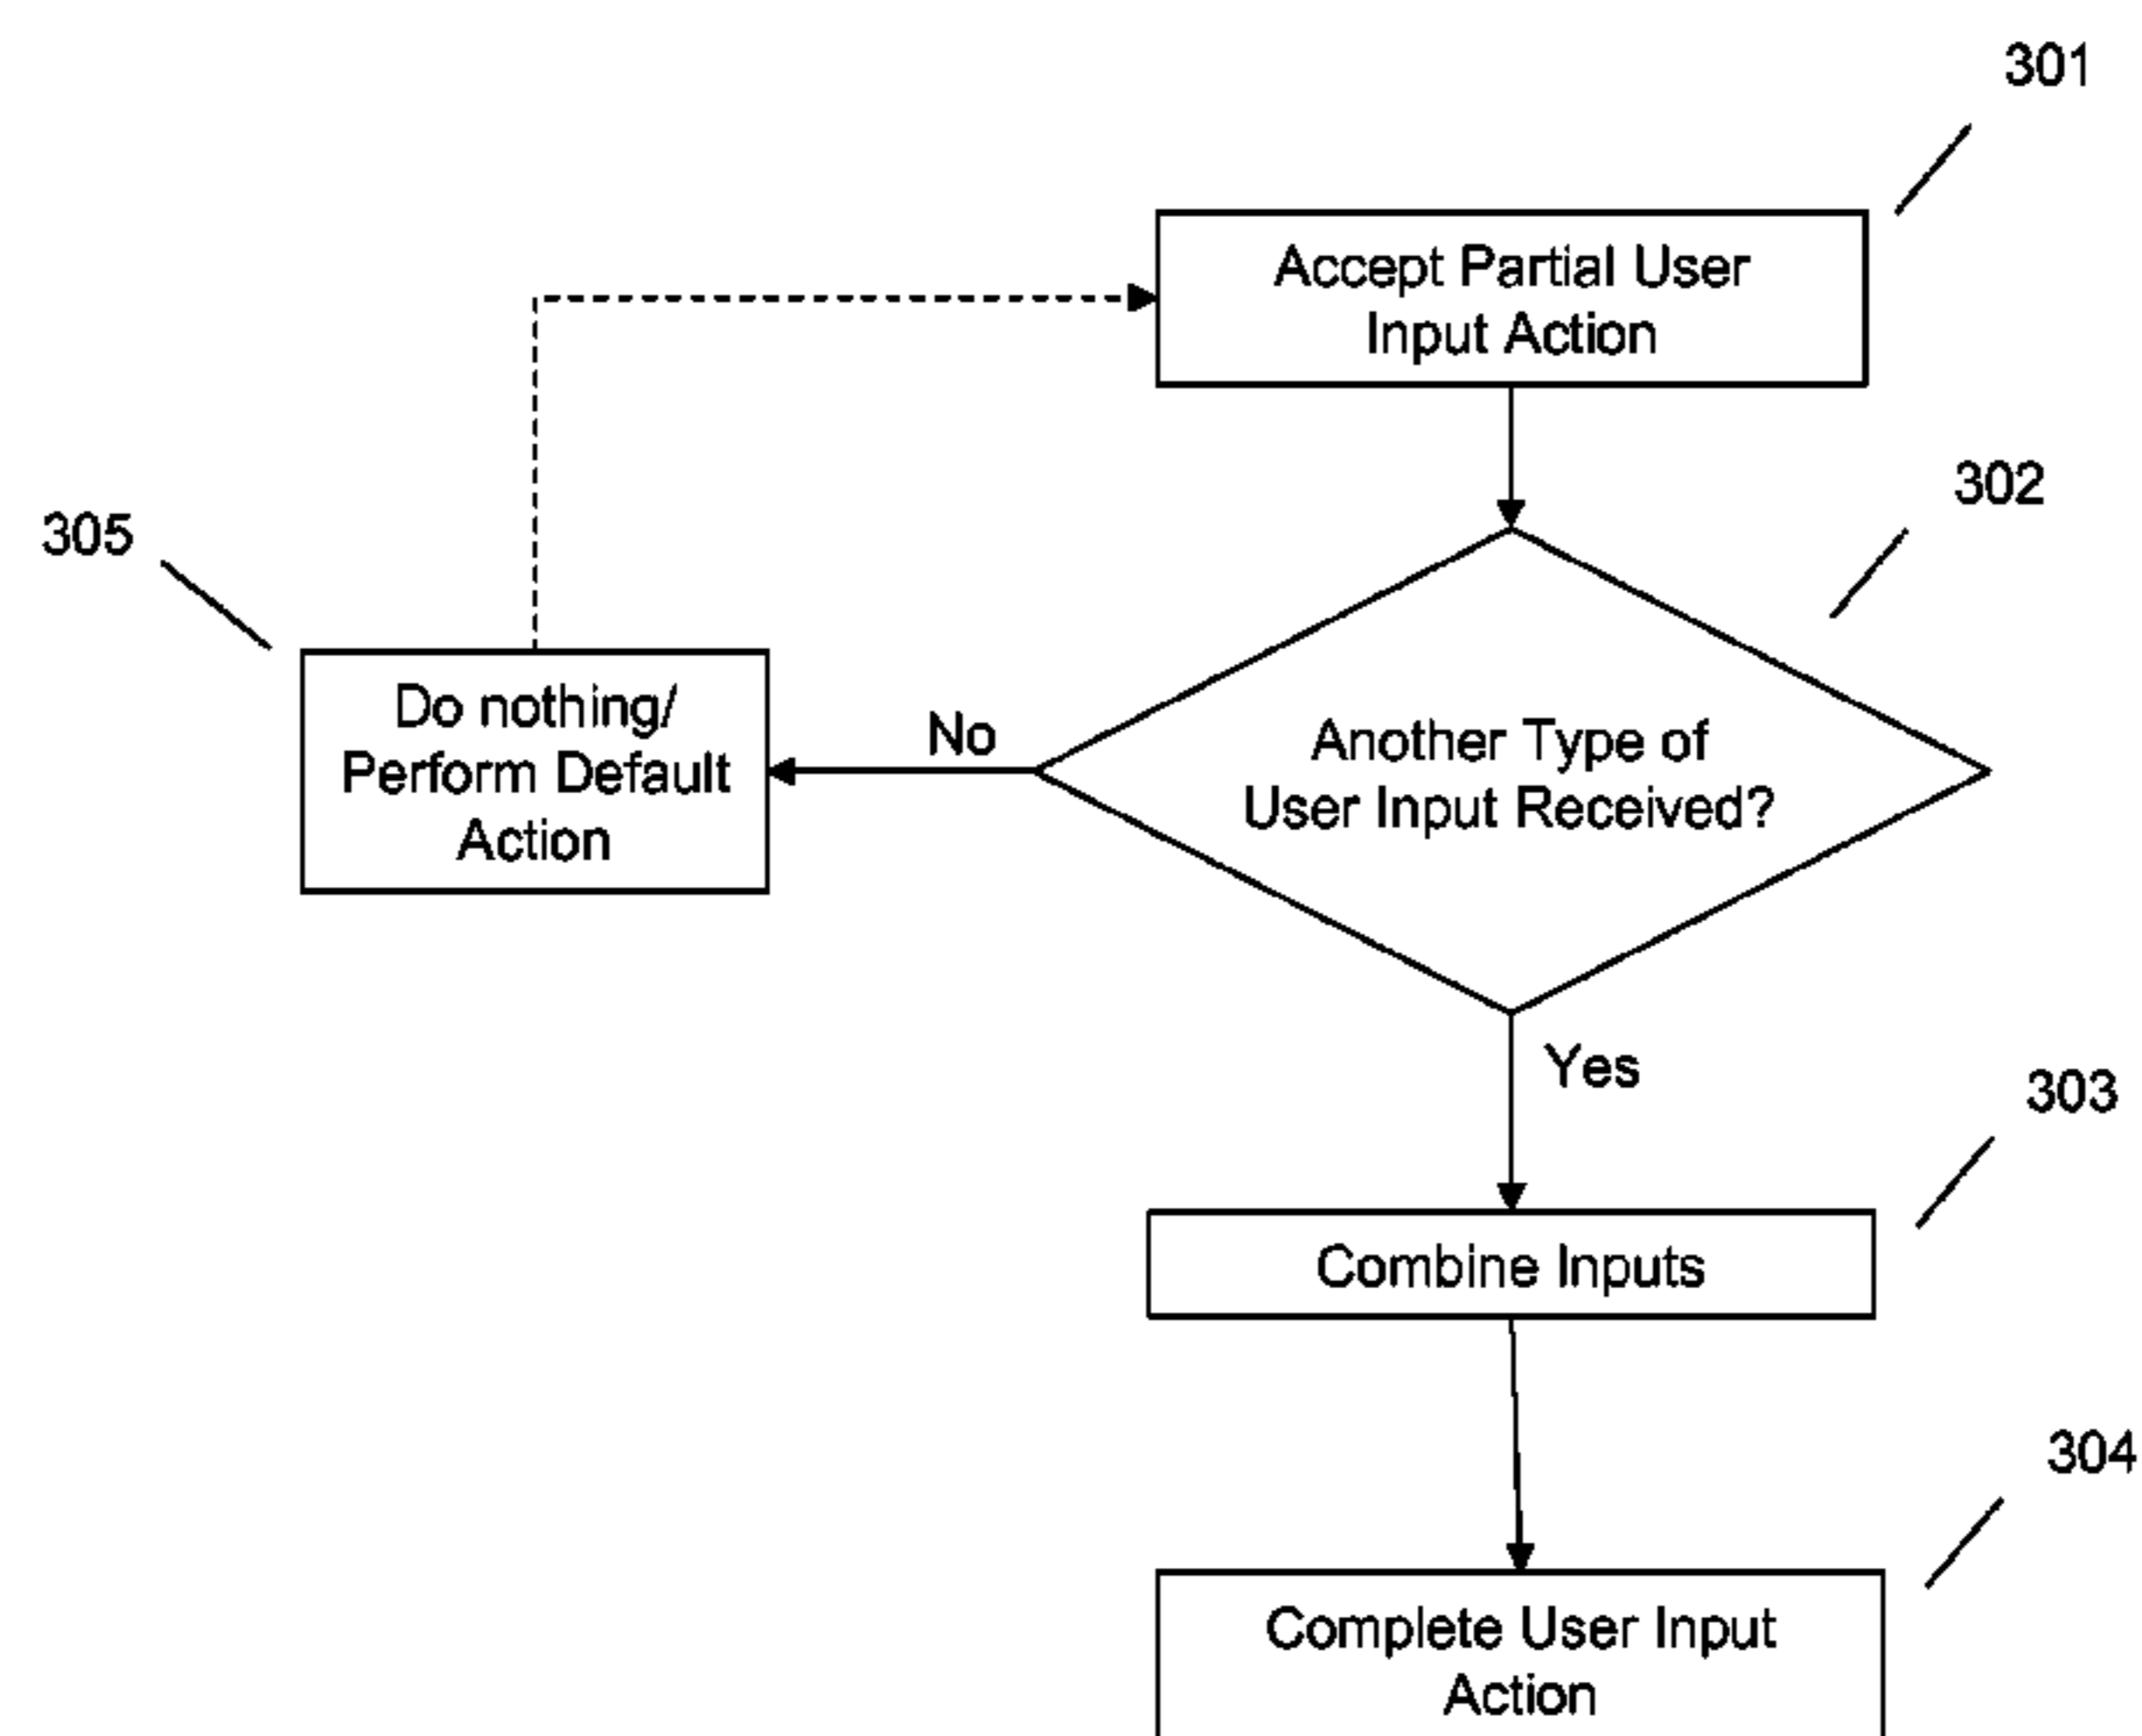 301
Accept Partial User
Input Action
302
305
Do nothing/
Perform Default
Action
No
Another Type of
User Input Received?
Yes
303
Combine Inputs
304
Complete User Input
Action